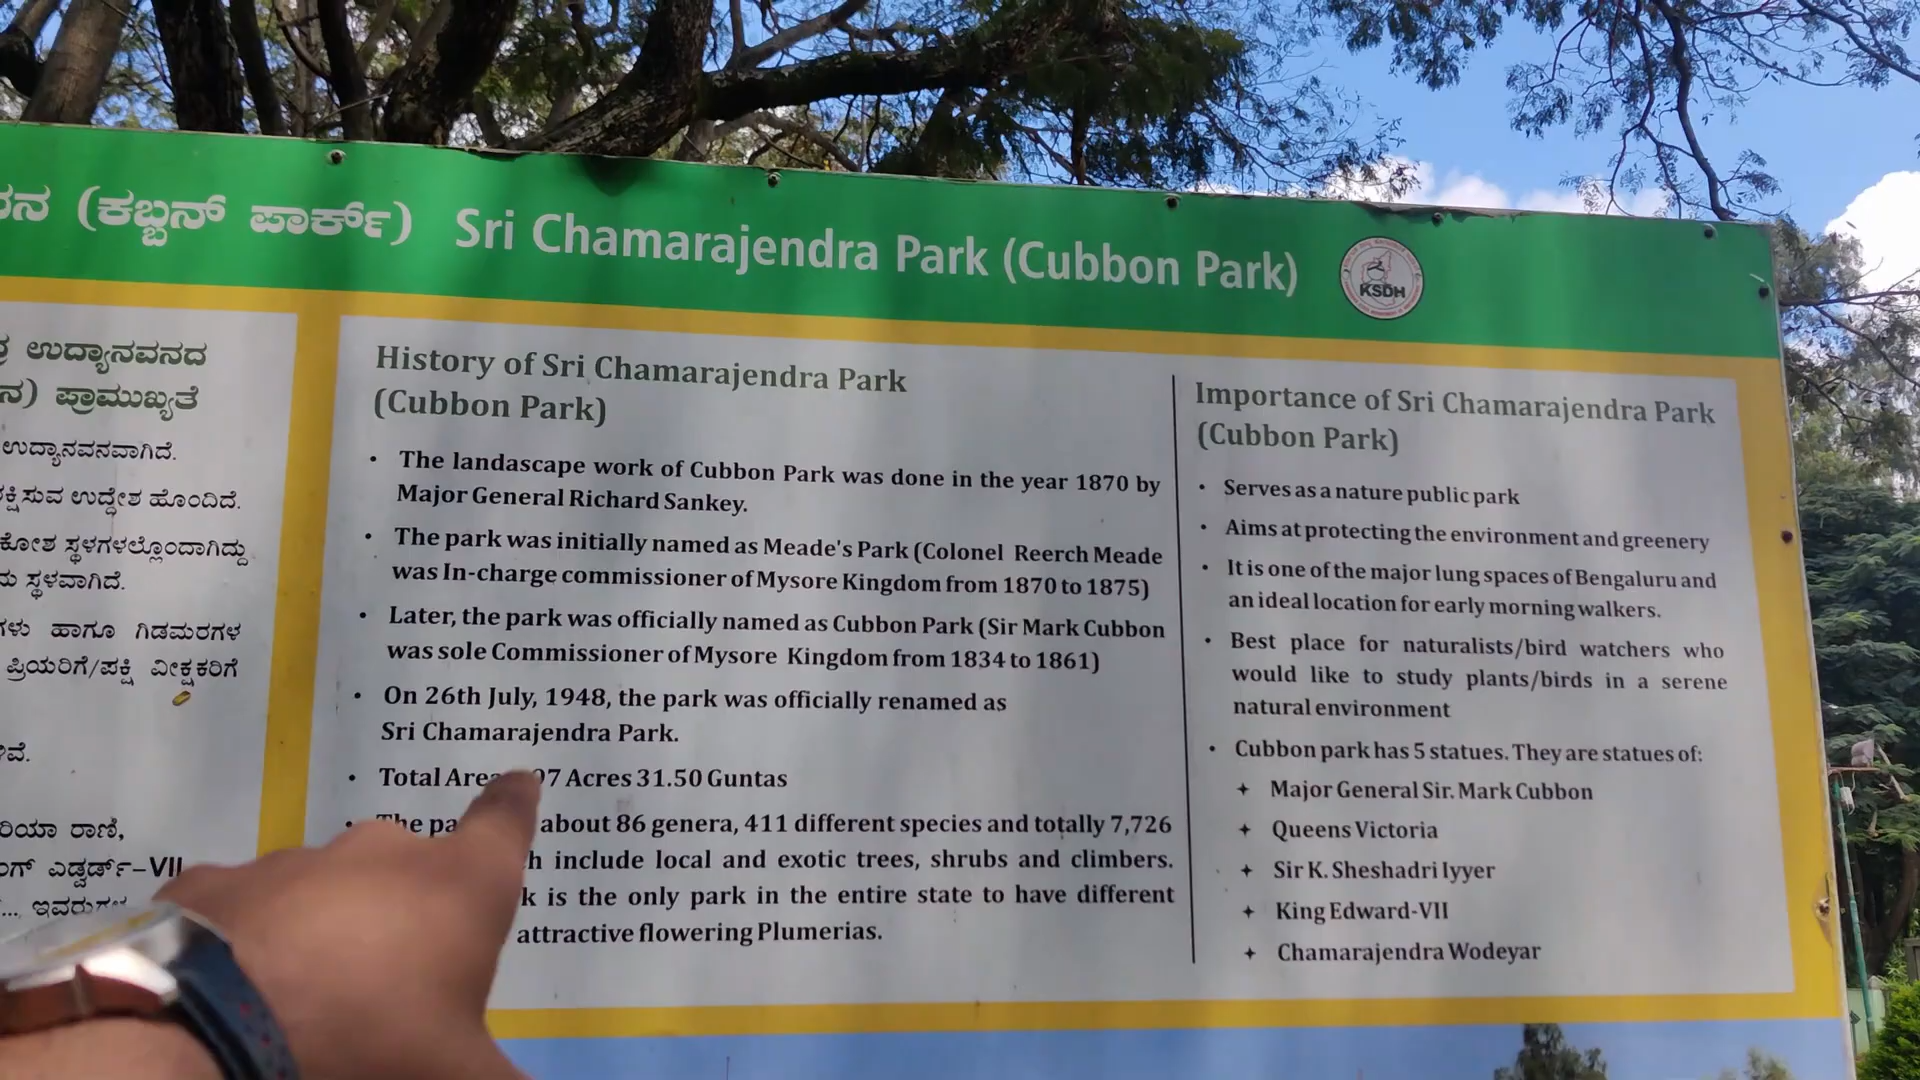 (ಕಬ್ಬನ್ ಪಾರ್ಕ್) Sri Chamarajendra Park (Cubbon Park)
KSDH
ಉದ್ಯಾನವನದ
ಪ್ರಾಮುಖ್ಯತೆ
ಉದ್ಯಾನವನವಾಗಿದೆ.
ಉದ್ದೇಶ ಹೊಂದಿದೆ.
ಸ್ಥಳಗಳಲ್ಲೊಂದಾಗಿದ್ದು
ಸ್ಥಳವಾಗಿದೆ.
ಹಾಗೂ ಗಿಡಮರಗಳ
ಪ್ರಿಯರಿಗೆ/ಪಕ್ಷಿ ವೀಕ್ಷಕರಿಗೆ
ರಾಣಿ,
ಎಡ್ವರ್ಡ್-VII
History of Sri Chamarajendra Park
(Cubbon Park)
• The landascape work of Cubbon Park was done in the year 1870 by
Major General Richard Sankey.
• The park was initially named as Meade's Park (Colonel Reerch Meade
was In-charge commissioner of Mysore Kingdom from 1870 to 1875)
• Later, the park was officially named as Cubbon Park (Sir Mark Cubbon
was sole Commissioner of Mysore Kingdom from 1834 to 1861)
• On 26th July, 1948, the park was officially renamed as
Sri Chamarajendra Park.
• Total Acres 31.50 Guntas
• The about 86 genera, 411 different species and totally 7,726
include local and exotic trees, shrubs and climbers.
is the only park in the entire state to have different
attractive flowering Plumerias.
Importance of Sri Chamarajendra Park
(Cubbon Park)
• Serves as a nature public park
• Aims at protecting the environment and greenery
• It is one of the major lung spaces of Bengaluru and
an ideal location for early morning walkers.
• Best place for naturalists/bird watchers who
would like to study plants/birds in a serene
natural environment
• Cubbon park has 5 statues. They are statues of:
✦ Major General Sir. Mark Cubbon
✦ Queens Victoria
✦ Sir K. Sheshadri Iyyer
✦ King Edward-VII
✦ Chamarajendra Wodeyar